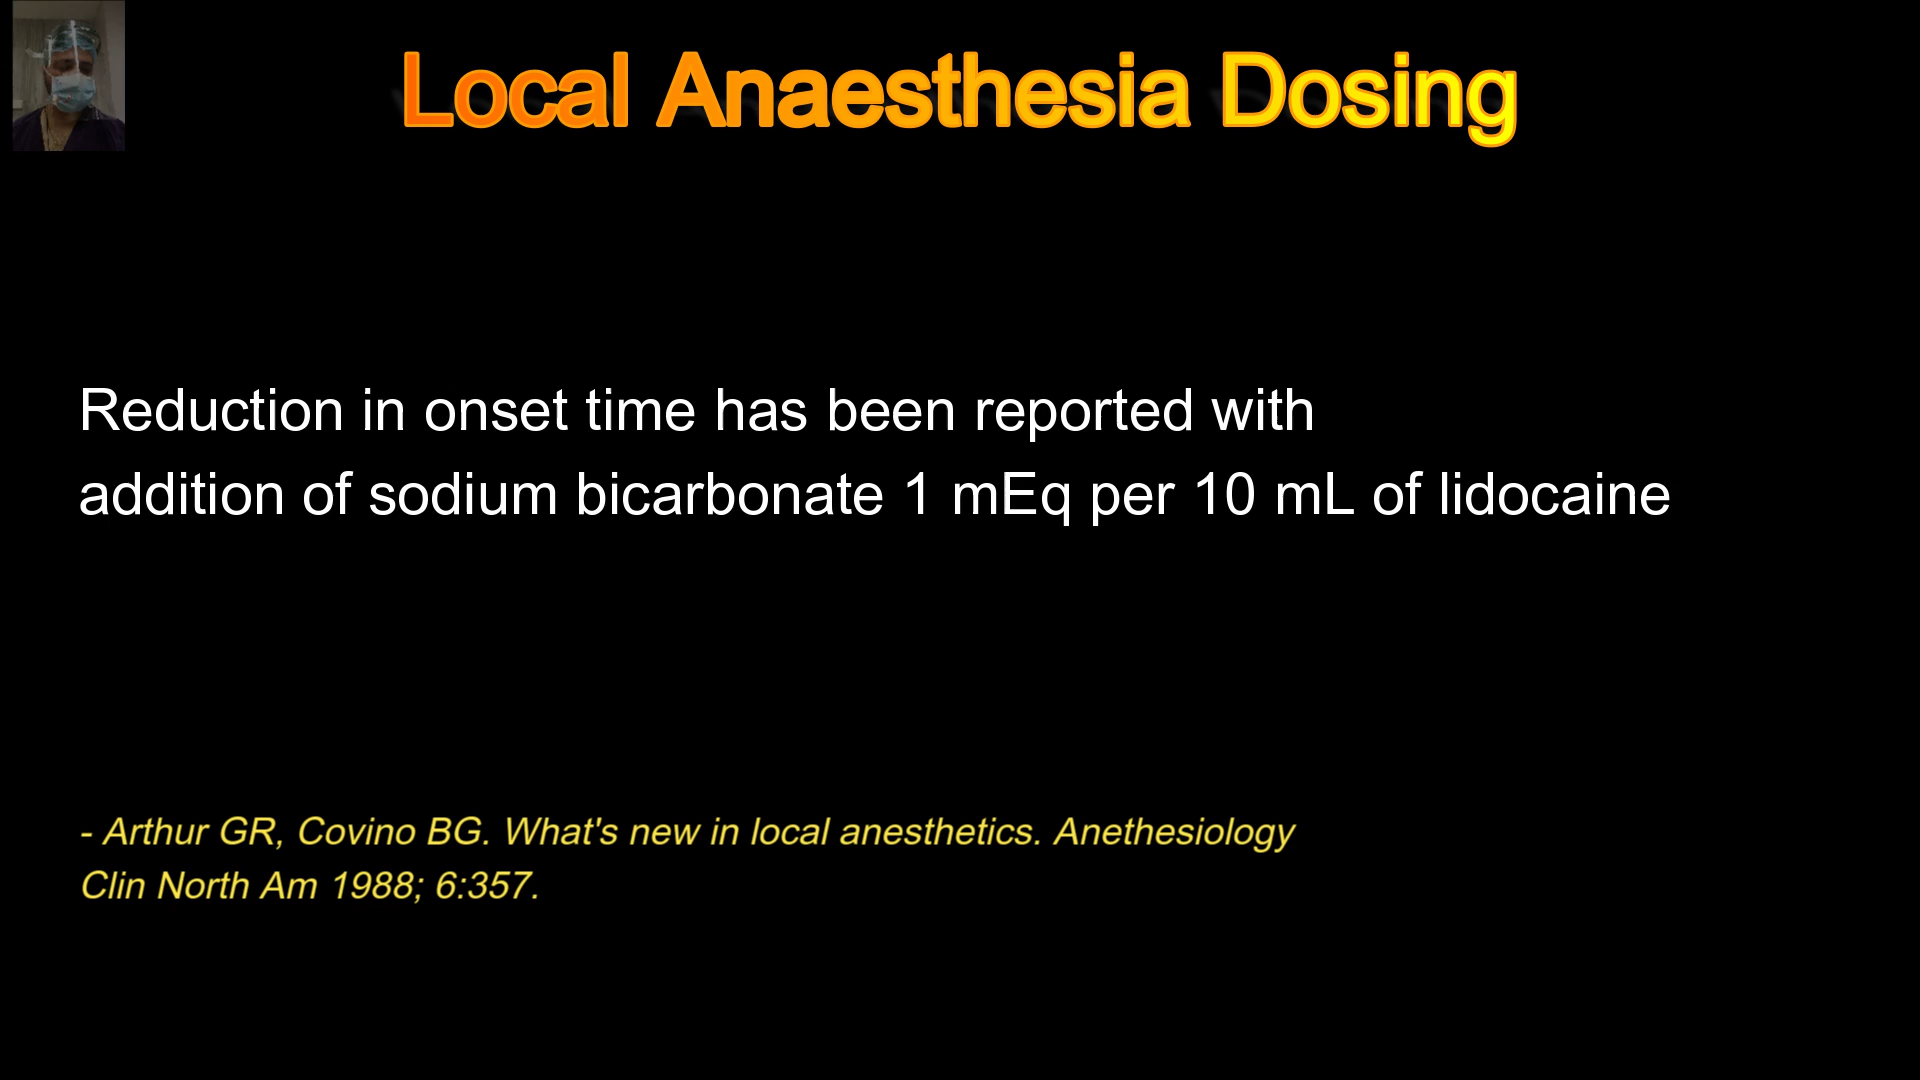 Local Anaesthesia Dosing
Reduction in onset time has been reported with
addition of sodium bicarbonate 1 mEq per 10 mL of lidocaine
- Arthur GR, Covino BG. What's new in local anesthetics. Anethesiology
Clin North Am 1988; 6:357.